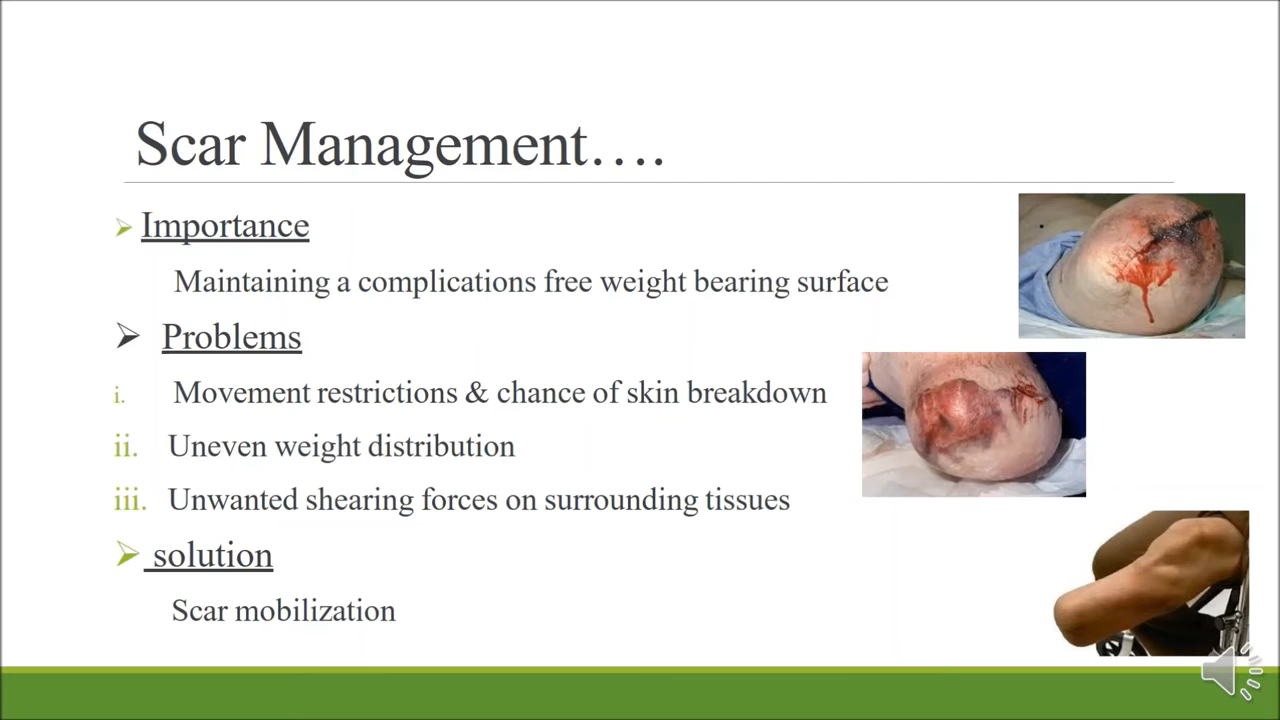 Scar Management....
➢ Importance
Maintaining a complications free weight bearing surface
➢ Problems
i. Movement restrictions & chance of skin breakdown
ii. Uneven weight distribution
iii. Unwanted shearing forces on surrounding tissues
➢ solution
Scar mobilization